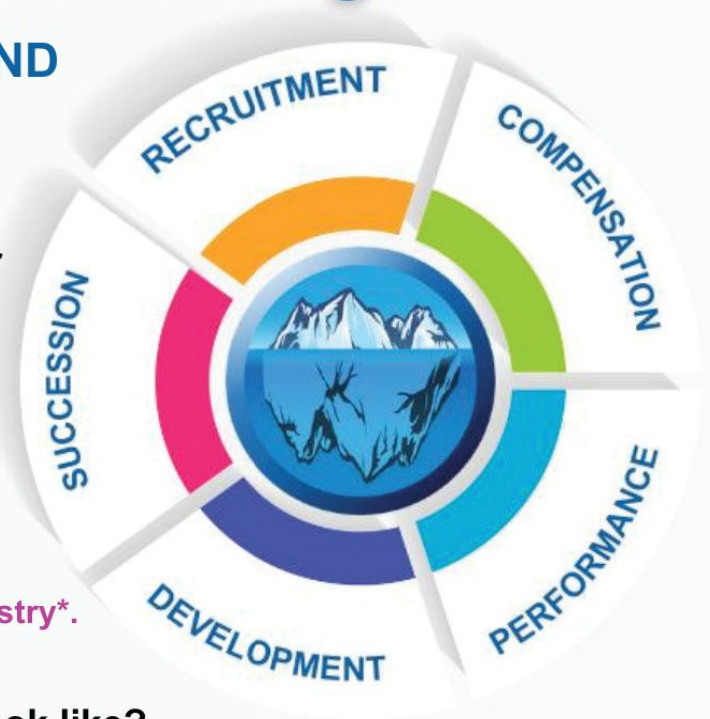 ND
RECRUITMENT
COMPENSATION
SUCCESSION
PERFORMANCE
stry*.
DEVELOPMENT
ok like?